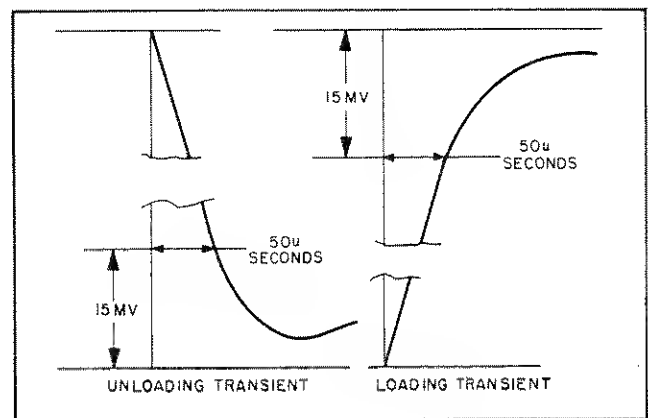 15 MV
50u
SECONDS
50u
SECONDS
15 MV
UNLOADING TRANSIENT
LOADING TRANSIENT